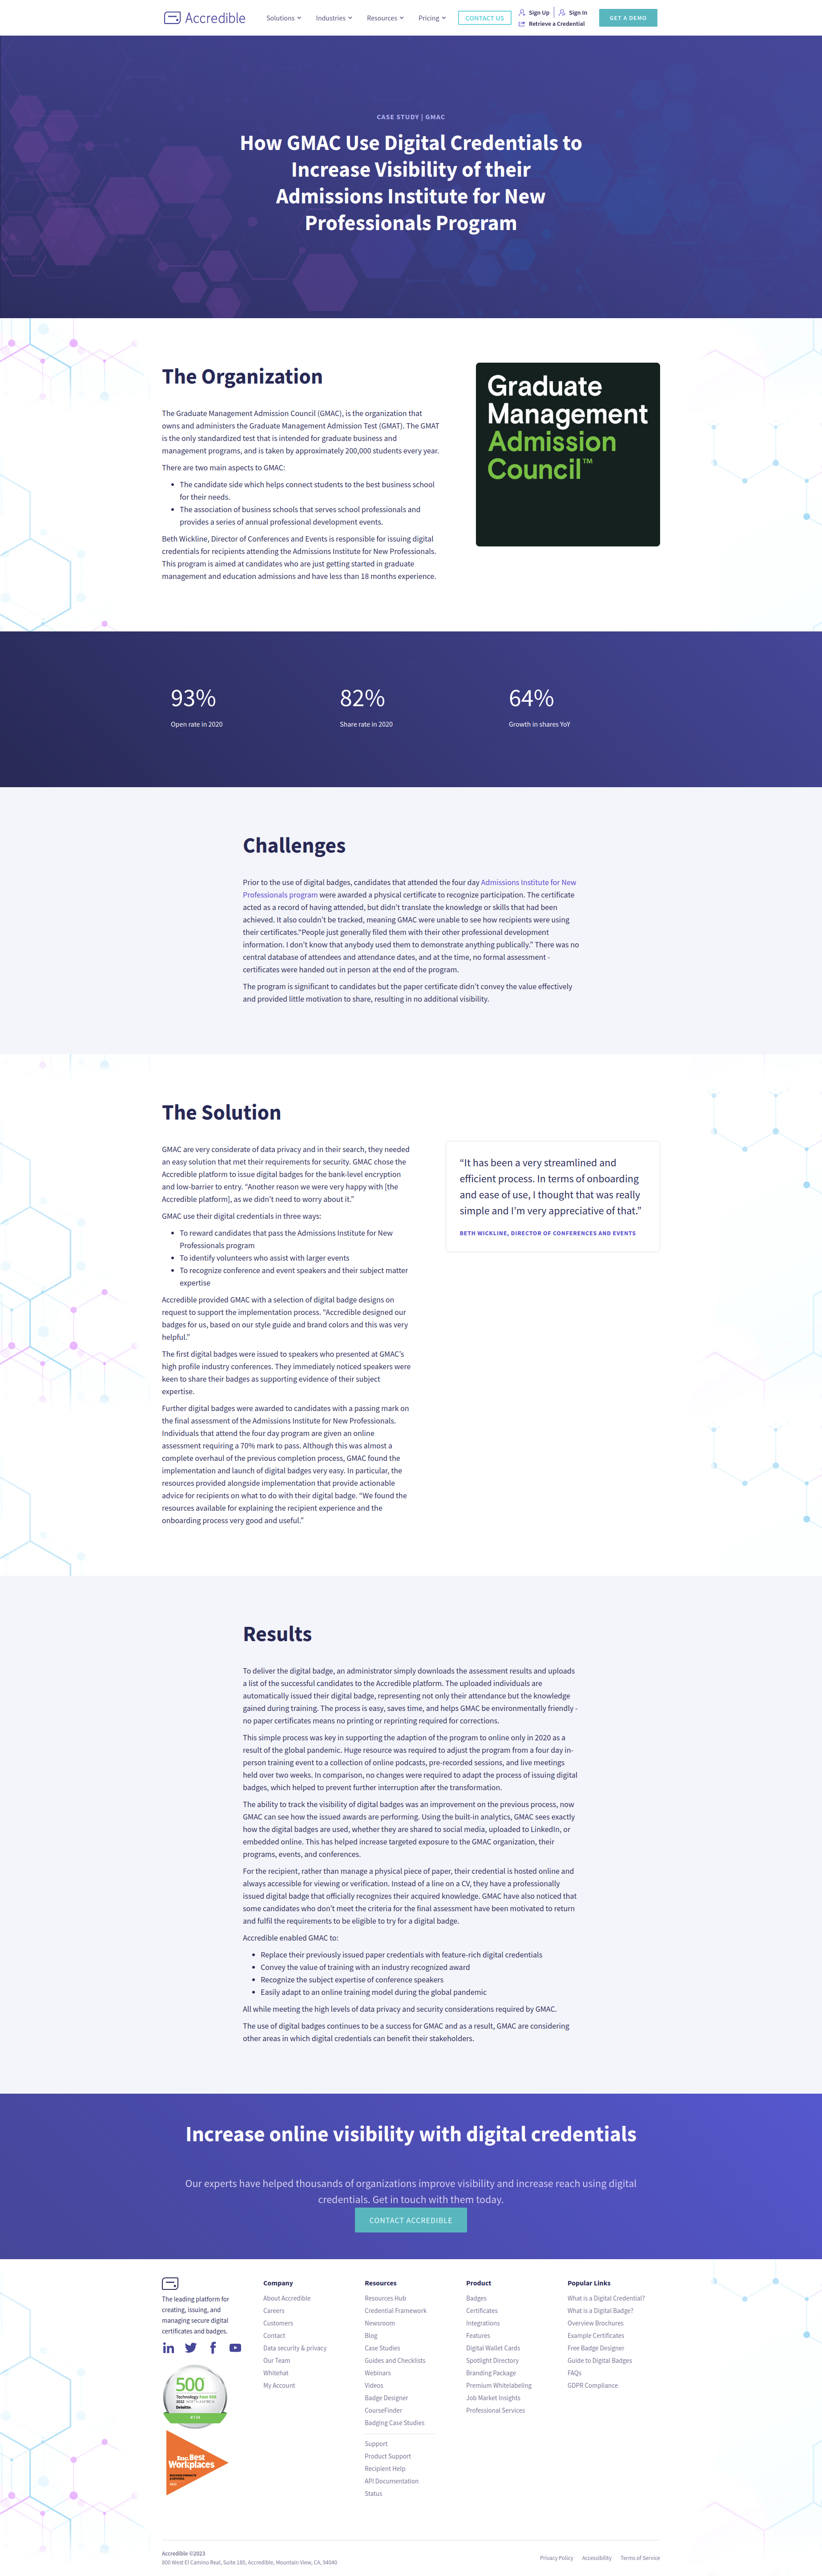 Accredible
Solutions
Industries
Resources
Pricing
CONTACT US
Sign Up
Sign In
Retrieve a Credential
GET A DEMO
CASE STUDY | GMAC
How GMAC Use Digital Credentials to
Increase Visibility of their
Admissions Institute for New
Professionals Program
The Organization
The Graduate Management Admission Council (GMAC), is the organization that
owns and administers the Graduate Management Admission Test (GMAT). The GMAT
is the only standardized test that is intended for graduate business and
management programs, and is taken by approximately 200,000 students every year.
There are two main aspects to GMAC:
• The candidate side which helps connect students to the best business school
for their needs.
• The association of business schools that serves school professionals and
provides a series of annual professional development events.
Beth Wickline, Director of Conferences and Events is responsible for issuing digital
credentials for recipients attending the Admissions Institute for New Professionals.
This program is aimed at candidates who are just getting started in graduate
management and education admissions and have less than 18 months experience.
Graduate
Management
Admission
Council™
93%
Open rate in 2020
82%
Share rate in 2020
64%
Growth in shares YoY
Challenges
Prior to the use of digital badges, candidates that attended the four day Admissions Institute for New
Professionals program were awarded a physical certificate to recognize participation. The certificate
acted as a record of having attended, but didn't translate the knowledge or skills that had been
achieved. It also couldn't be tracked, meaning GMAC were unable to see how recipients were using
their certificates."People just generally filed them with their other professional development
information. I don't know that anybody used them to demonstrate anything publically." There was no
central database of attendees and attendance dates, and at the time, no formal assessment -
certificates were handed out in person at the end of the program.
The program is significant to candidates but the paper certificate didn't convey the value effectively
and provided little motivation to share, resulting in no additional visibility.
The Solution
GMAC are very considerate of data privacy and in their search, they needed
an easy solution that met their requirements for security. GMAC chose the
Accredible platform to issue digital badges for the bank-level encryption
and low-barrier to entry. "Another reason we were very happy with [the
Accredible platform], as we didn't need to worry about it."
GMAC use their digital credentials in three ways:
• To reward candidates that pass the Admissions Institute for New
Professionals program
• To identify volunteers who assist with larger events
• To recognize conference and event speakers and their subject matter
expertise
Accredible provided GMAC with a selection of digital badge designs on
request to support the implementation process. "Accredible designed our
badges for us, based on our style guide and brand colors and this was very
helpful."
The first digital badges were issued to speakers who presented at GMAC's
high profile industry conferences. They immediately noticed speakers were
keen to share their badges as supporting evidence of their subject
expertise.
Further digital badges were awarded to candidates with a passing mark on
the final assessment of the Admissions Institute for New Professionals.
Individuals that attend the four day program are given an online
assessment requiring a 70% mark to pass. Although this was almost a
complete overhaul of the previous completion process, GMAC found the
implementation and launch of digital badges very easy. In particular, the
resources provided alongside implementation that provide actionable
advice for recipients on what to do with their digital badge. "We found the
resources available for explaining the recipient experience and the
onboarding process very good and useful."
"It has been a very streamlined and
efficient process. In terms of onboarding
and ease of use, I thought that was really
simple and I'm very appreciative of that."
BETH WICKLINE, DIRECTOR OF CONFERENCES AND EVENTS
Results
To deliver the digital badge, an administrator simply downloads the assessment results and uploads
a list of the successful candidates to the Accredible platform. The uploaded individuals are
automatically issued their digital badge, representing not only their attendance but the knowledge
gained during training. The process is easy, saves time, and helps GMAC be environmentally friendly -
no paper certificates means no printing or reprinting required for corrections.
This simple process was key in supporting the adaption of the program to online only in 2020 as a
result of the global pandemic. Huge resource was required to adjust the program from a four day in-
person training event to a collection of online podcasts, pre-recorded sessions, and live meetings
held over two weeks. In comparison, no changes were required to adapt the process of issuing digital
badges, which helped to prevent further interruption after the transformation.
The ability to track the visibility of digital badges was an improvement on the previous process, now
GMAC can see how the issued awards are performing. Using the built-in analytics, GMAC sees exactly
how the digital badges are used, whether they are shared to social media, uploaded to LinkedIn, or
embedded online. This has helped increase targeted exposure to the GMAC organization, their
programs, events, and conferences.
For the recipient, rather than manage a physical piece of paper, their credential is hosted online and
always accessible for viewing or verification. Instead of a line on a CV, they have a professionally
issued digital badge that officially recognizes their acquired knowledge. GMAC have also noticed that
some candidates who don't meet the criteria for the final assessment have been motivated to return
and fulfil the requirements to be eligible to try for a digital badge.
Accredible enabled GMAC to:
• Replace their previously issued paper credentials with feature-rich digital credentials
• Convey the value of training with an industry recognized award
• Recognize the subject expertise of conference speakers
• Easily adapt to an online training model during the global pandemic
All while meeting the high levels of data privacy and security considerations required by GMAC.
The use of digital badges continues to be a success for GMAC and as a result, GMAC are considering
other areas in which digital credentials can benefit their stakeholders.
Increase online visibility with digital credentials
Our experts have helped thousands of organizations improve visibility and increase reach using digital
credentials. Get in touch with them today.
CONTACT ACCREDIBLE
The leading platform for
creating, issuing, and
managing secure digital
certificates and badges.
500
Technology Fast 500
2022 NORTH AMERICA
Deloitte
Inc. Best
Workplaces
Company
About Accredible
Careers
Customers
Contact
Data security & privacy
Our Team
Whitehat
My Account
Resources
Resources Hub
Credential Framework
Newsroom
Blog
Case Studies
Guides and Checklists
Webinars
Videos
Badge Designer
CourseFinder
Badging Case Studies
Support
Product Support
Recipient Help
API Documentation
Status
Product
Badges
Certificates
Integrations
Features
Digital Wallet Cards
Spotlight Directory
Branding Package
Premium Whitelabeling
Job Market Insights
Professional Services
Popular Links
What is a Digital Credential?
What is a Digital Badge?
Overview Brochures
Example Certificates
Free Badge Designer
Guide to Digital Badges
FAQs
GDPR Compliance
Accredible ©2023
800 West El Camino Real, Suite 180, Accredible, Mountain View, CA, 94040
Privacy Policy
Accessibility
Terms of Service